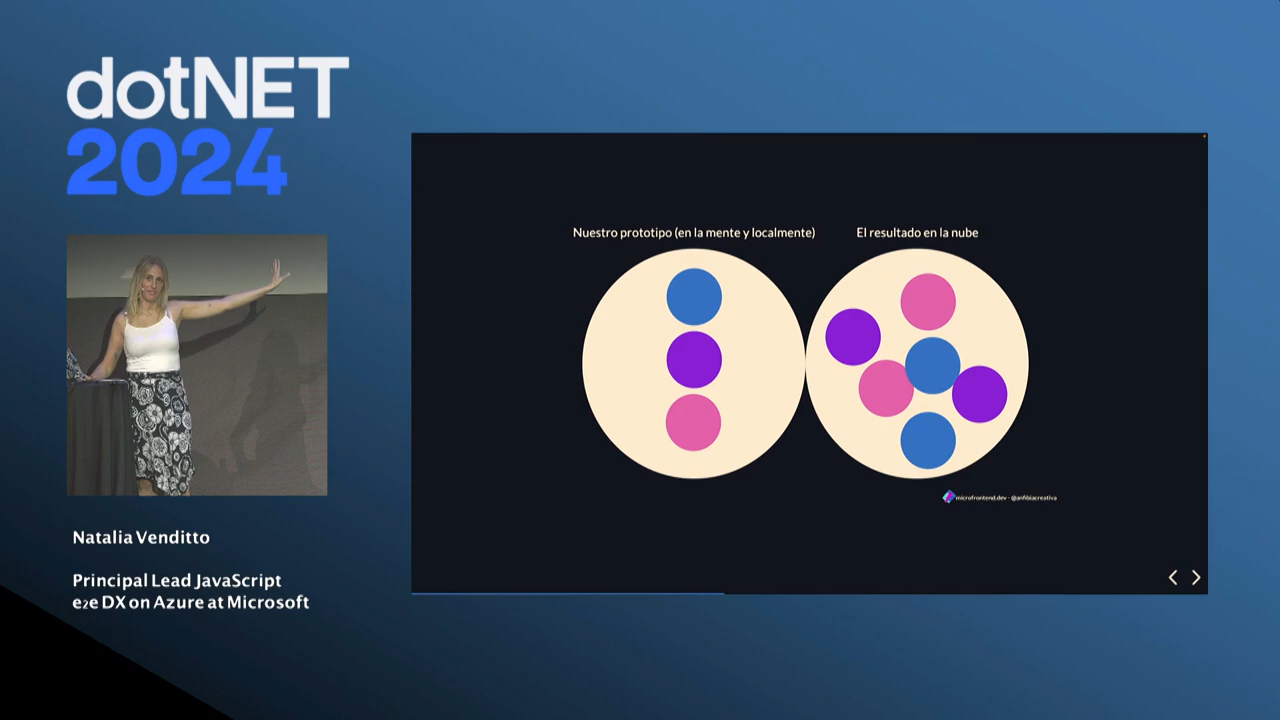 dotNET
2024
Nuestro prototipo (en la mente y localmente)
El resultado en la nube
microfrontend.dev - @anfibiacreativa
Natalia Venditto
Principal Lead JavaScript
e2e DX on Azure at Microsoft